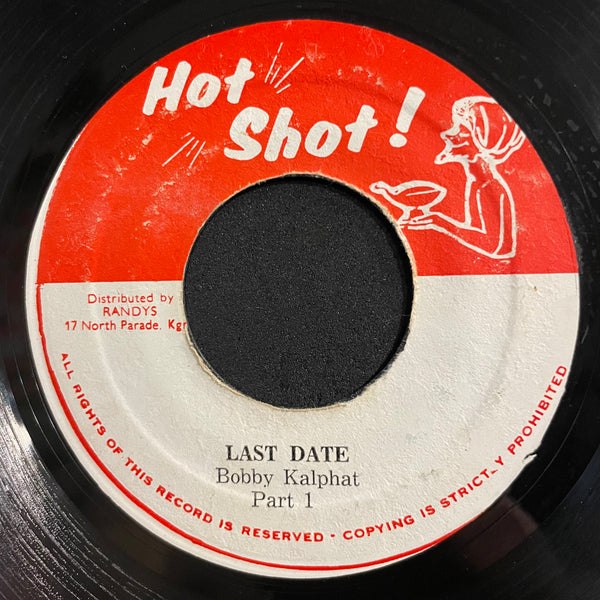 Hot
Shot!
Distributed by
RANDYS
17 North Parade. Kgn
LAST DATE
Bobby Kalphat
Part 1
ALL RIGHTS OF THIS RECORD IS RESERVED - COPYING IS STRICTLY PROHIBITED